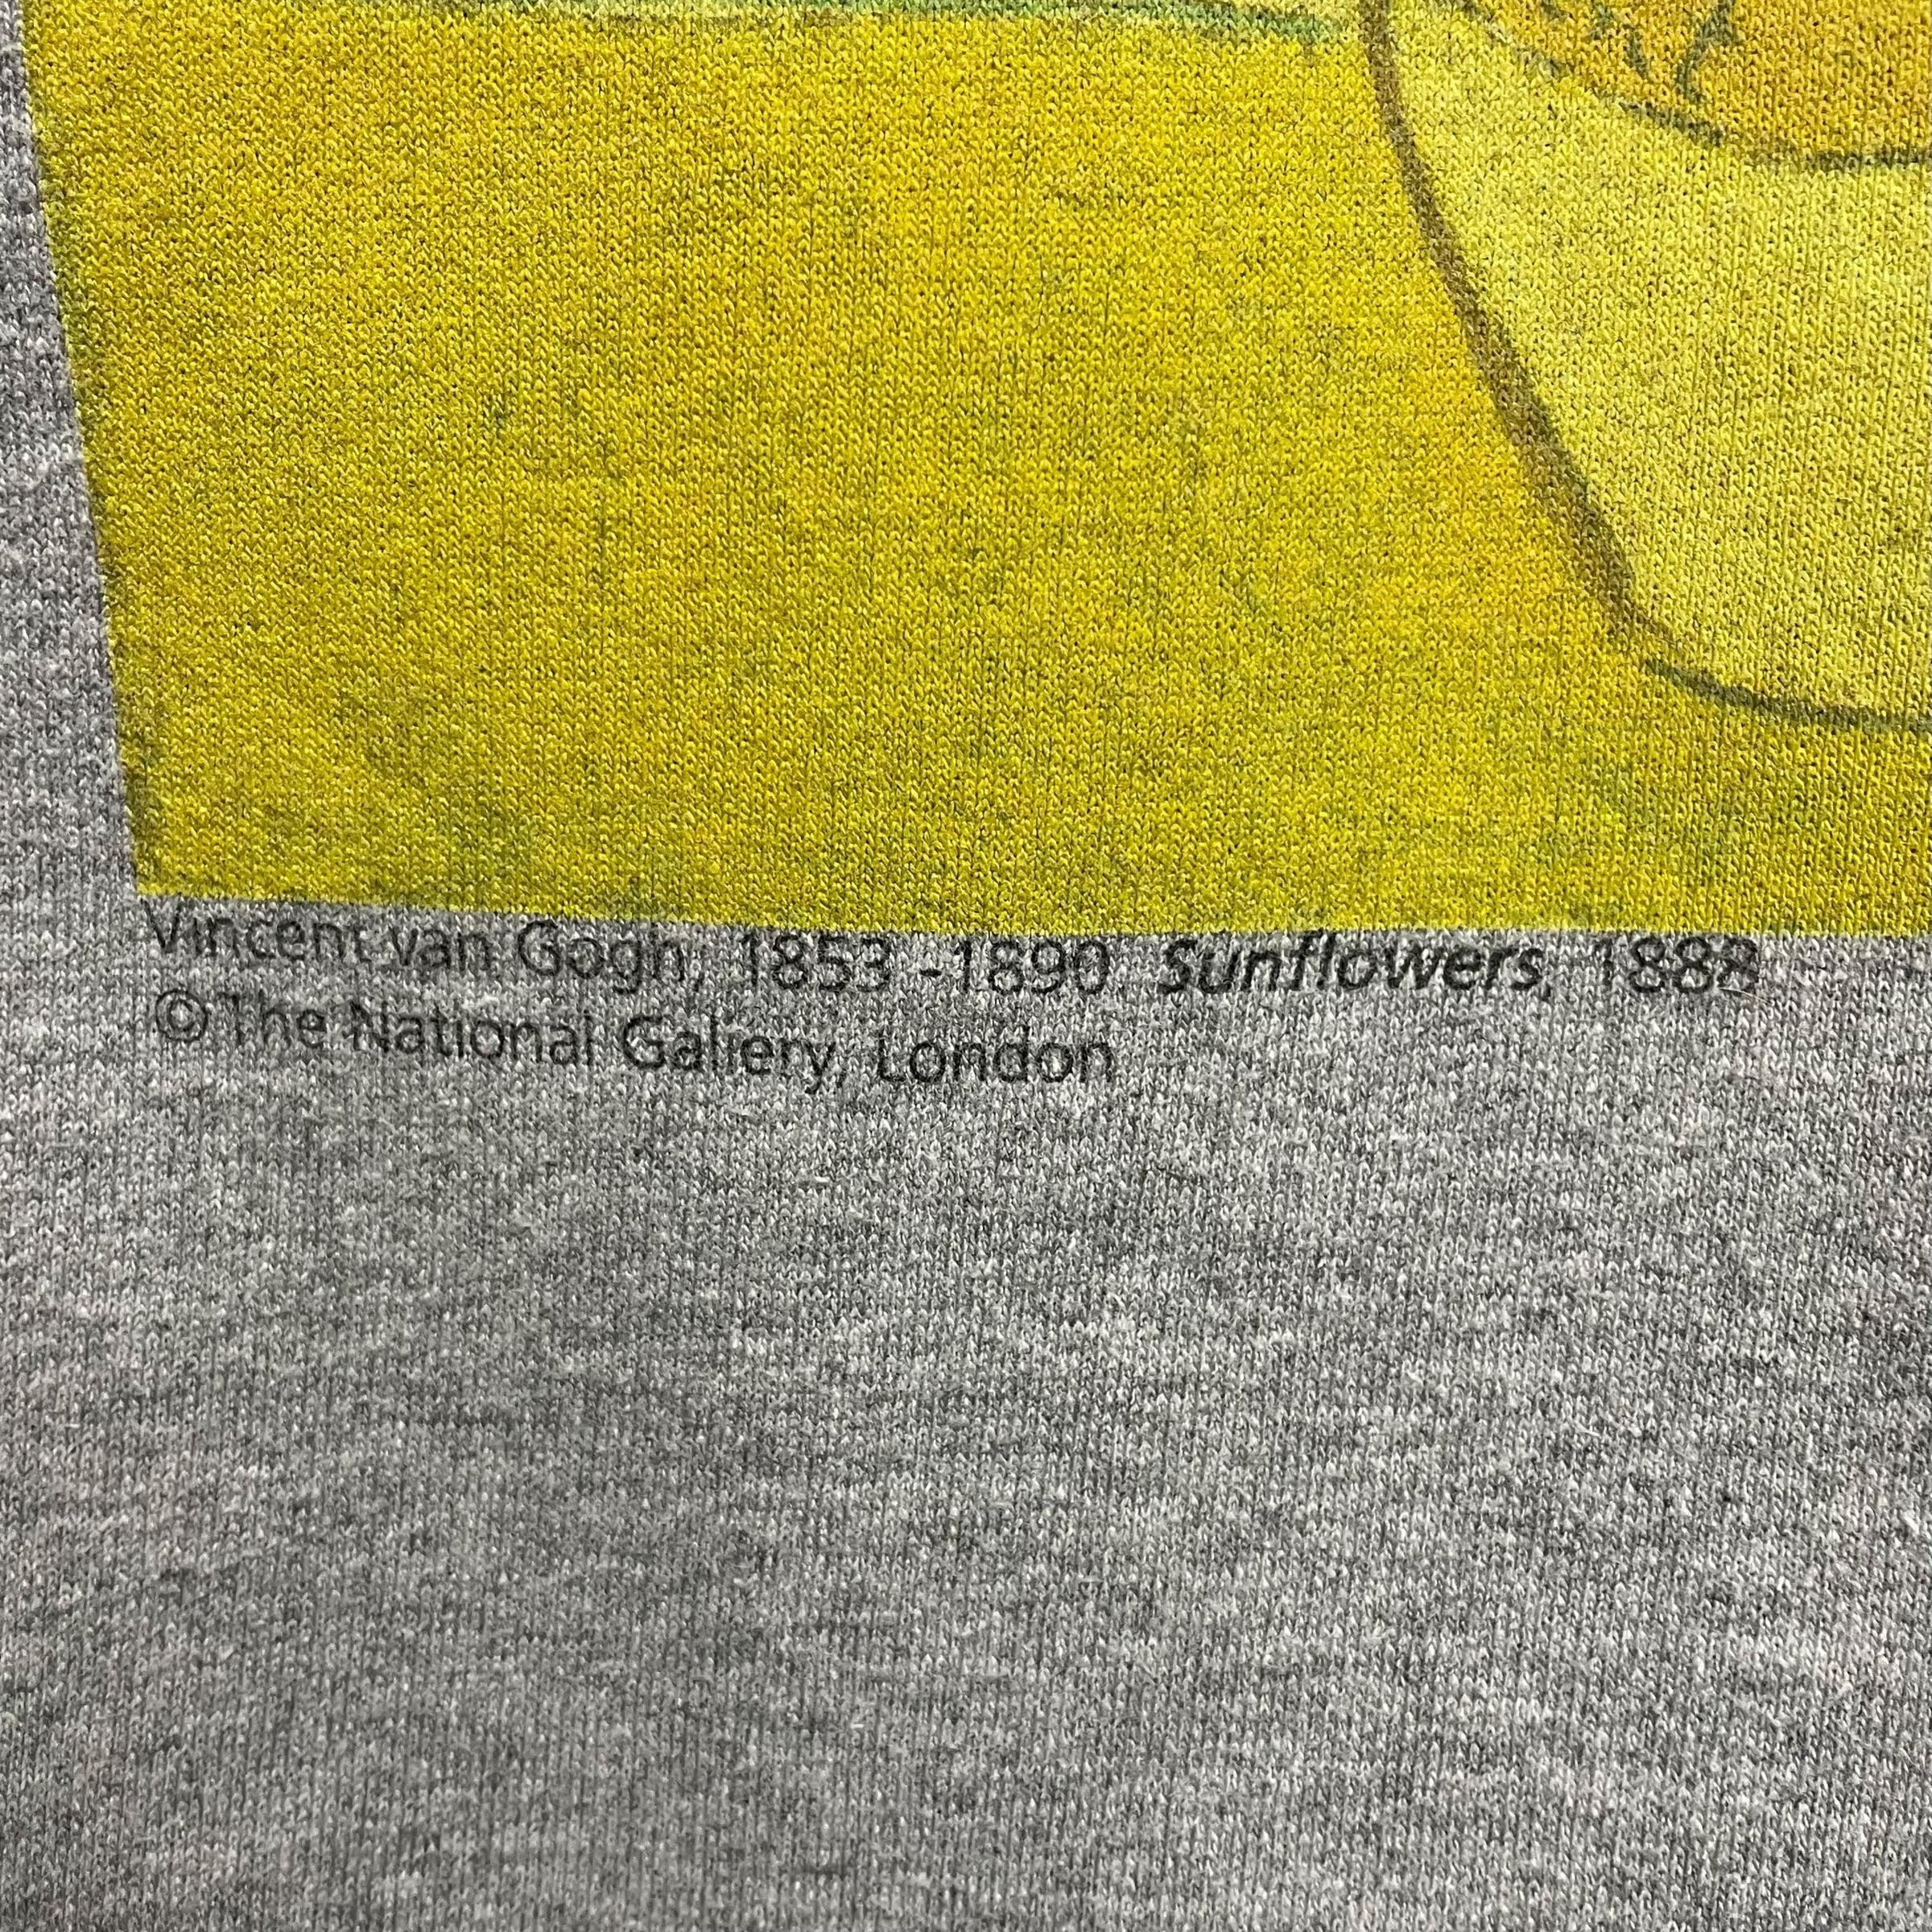 Vincent van Gogh, 1853 -1890 Sunflowers, 1888
© The National Gallery, London